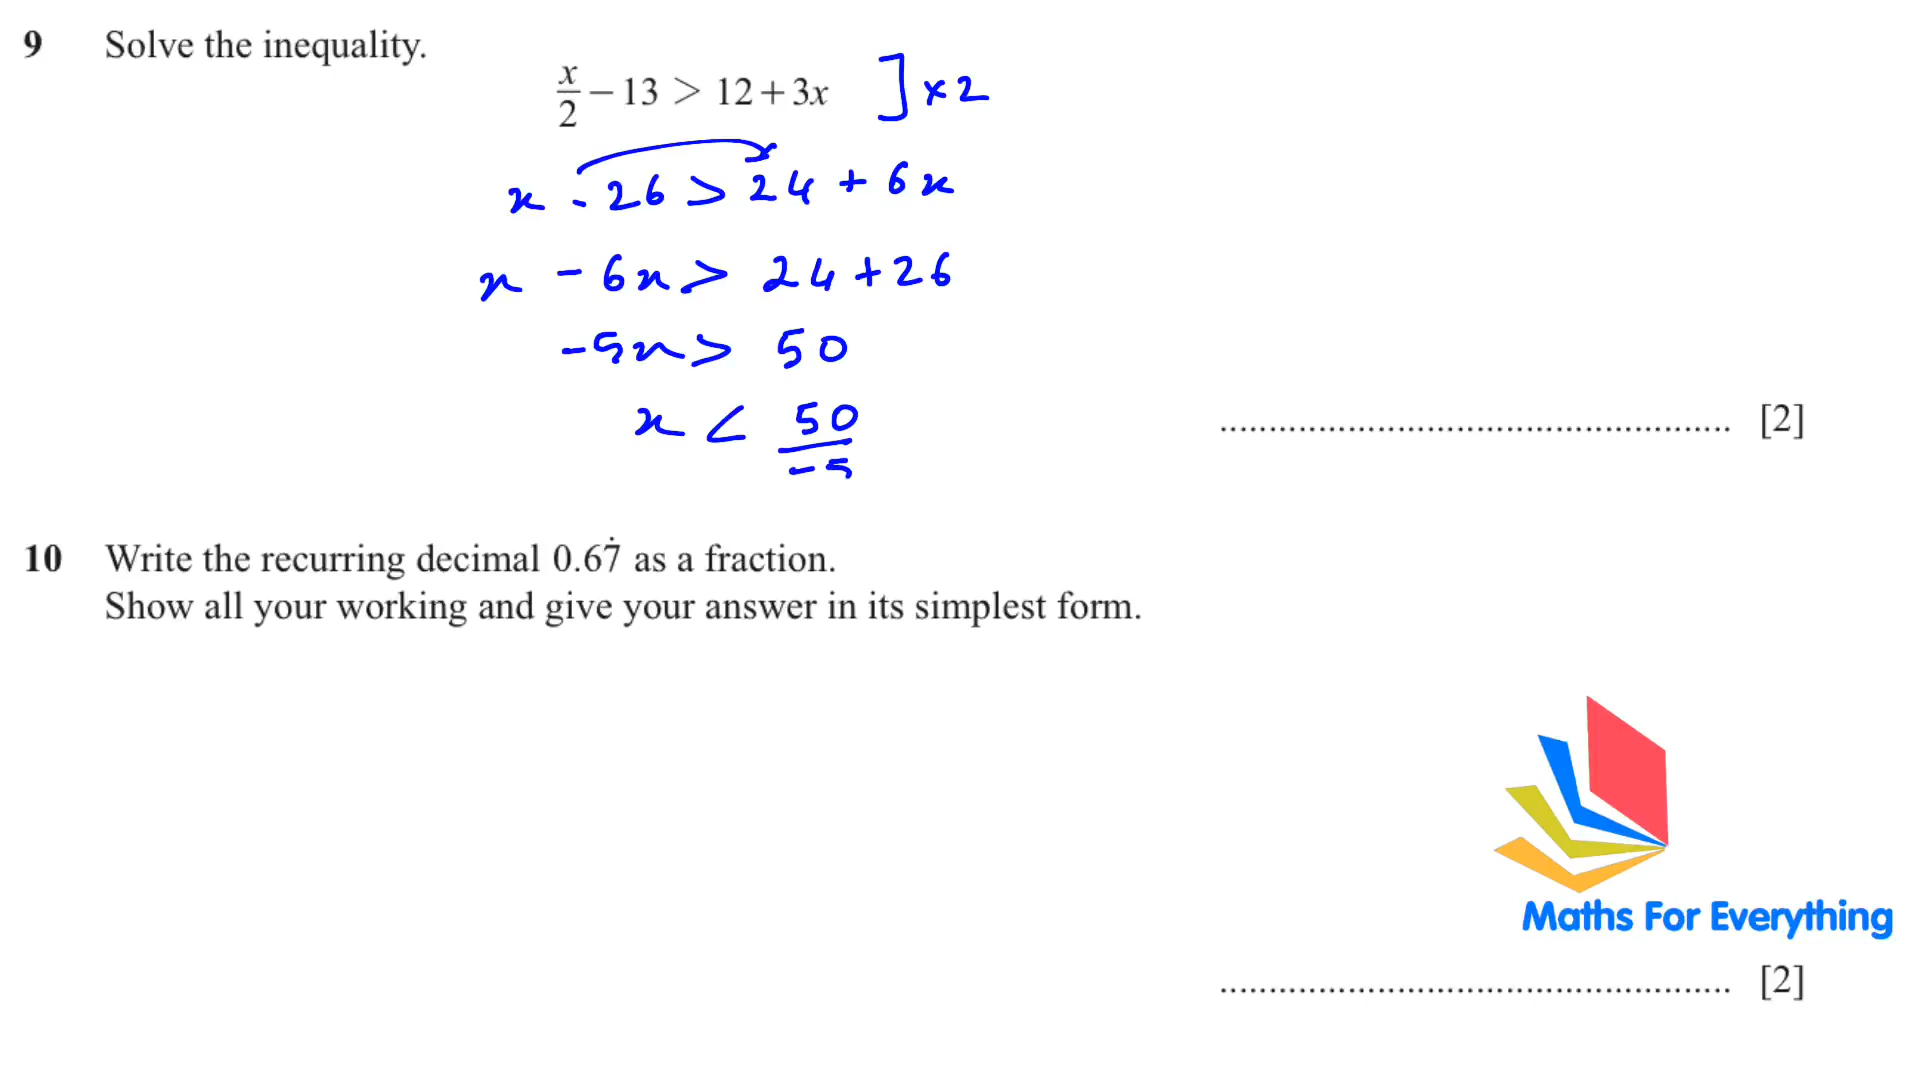 9 Solve the inequality.
x/2 − 13 > 12 + 3x ] × 2
x - 26 > 24 + 6x
x - 6x > 24 + 26
-5x > 50
x < 50/-5
.................................................... [2]
10 Write the recurring decimal 0.67̇ as a fraction.
Show all your working and give your answer in its simplest form.
Maths For Everything
.................................................... [2]